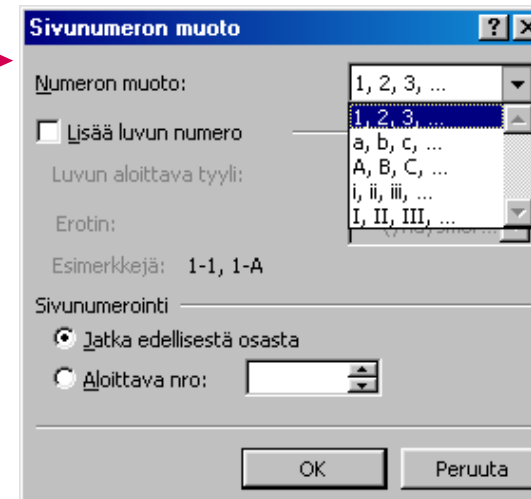 Sivunumeron muoto
Numeron muoto: 1, 2, 3, ...
1, 2, 3, ...
a, b, c, ...
A, B, C, ...
i, ii, iii, ...
I, II, III, ...
Lisää luvun numero
Luvun aloittava tyyli:
Erotin:
Esimerkkejä: 1-1, 1-A
Sivunumerointi
Jatka edellisestä osasta
Aloittava nro:
OK Peruuta